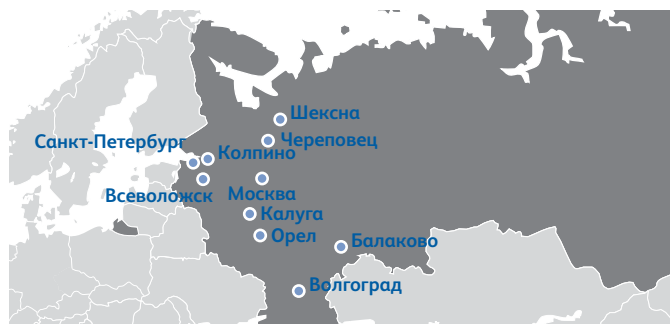 Шексна
Череповец
Санкт-Петербург
Колпино
Всеволожск
Москва
Калуга
Орел
Балаково
Волгоград